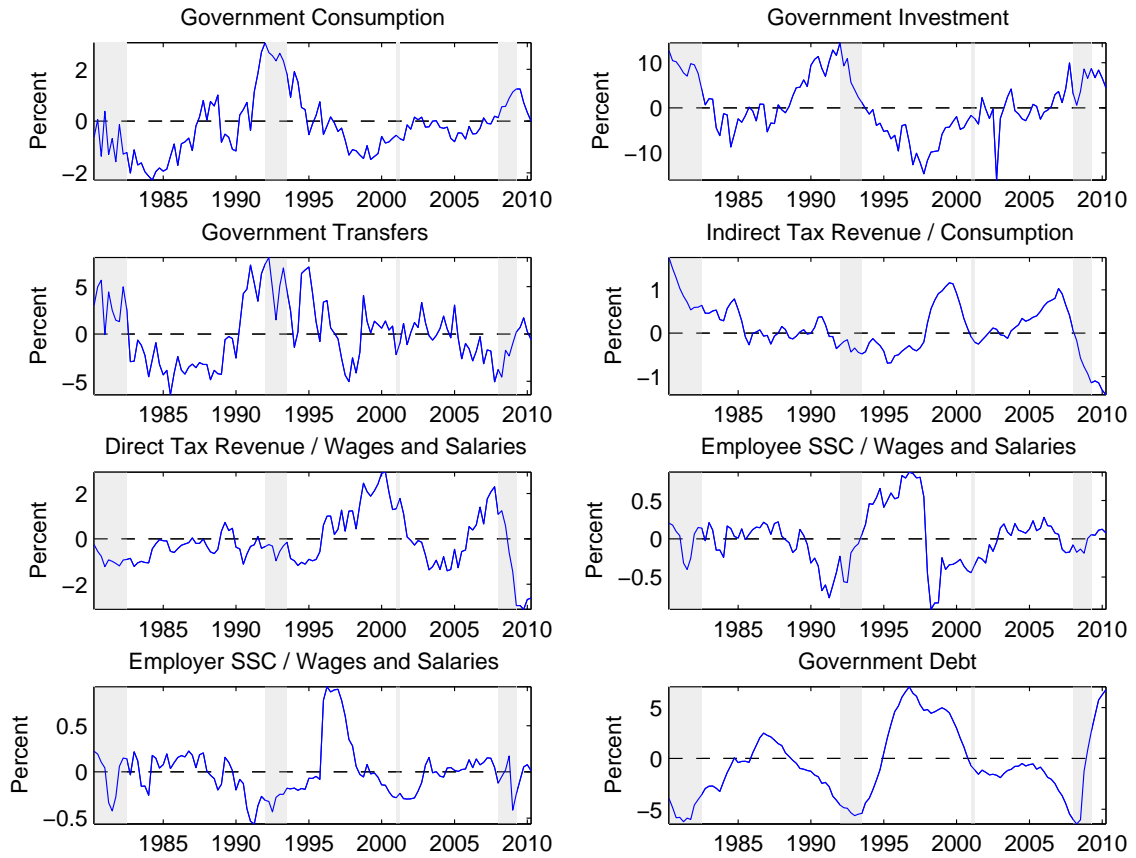 Government Consumption
Percent
2
0
−2
1985 1990 1995 2000 2005 2010
Government Investment
Percent
10
0
−10
1985 1990 1995 2000 2005 2010
Government Transfers
Percent
5
0
−5
1985 1990 1995 2000 2005 2010
Indirect Tax Revenue / Consumption
Percent
1
0
−1
1985 1990 1995 2000 2005 2010
Direct Tax Revenue / Wages and Salaries
Percent
2
0
−2
1985 1990 1995 2000 2005 2010
Employee SSC / Wages and Salaries
Percent
0.5
0
−0.5
1985 1990 1995 2000 2005 2010
Employer SSC / Wages and Salaries
Percent
0.5
0
−0.5
1985 1990 1995 2000 2005 2010
Government Debt
Percent
5
0
−5
1985 1990 1995 2000 2005 2010